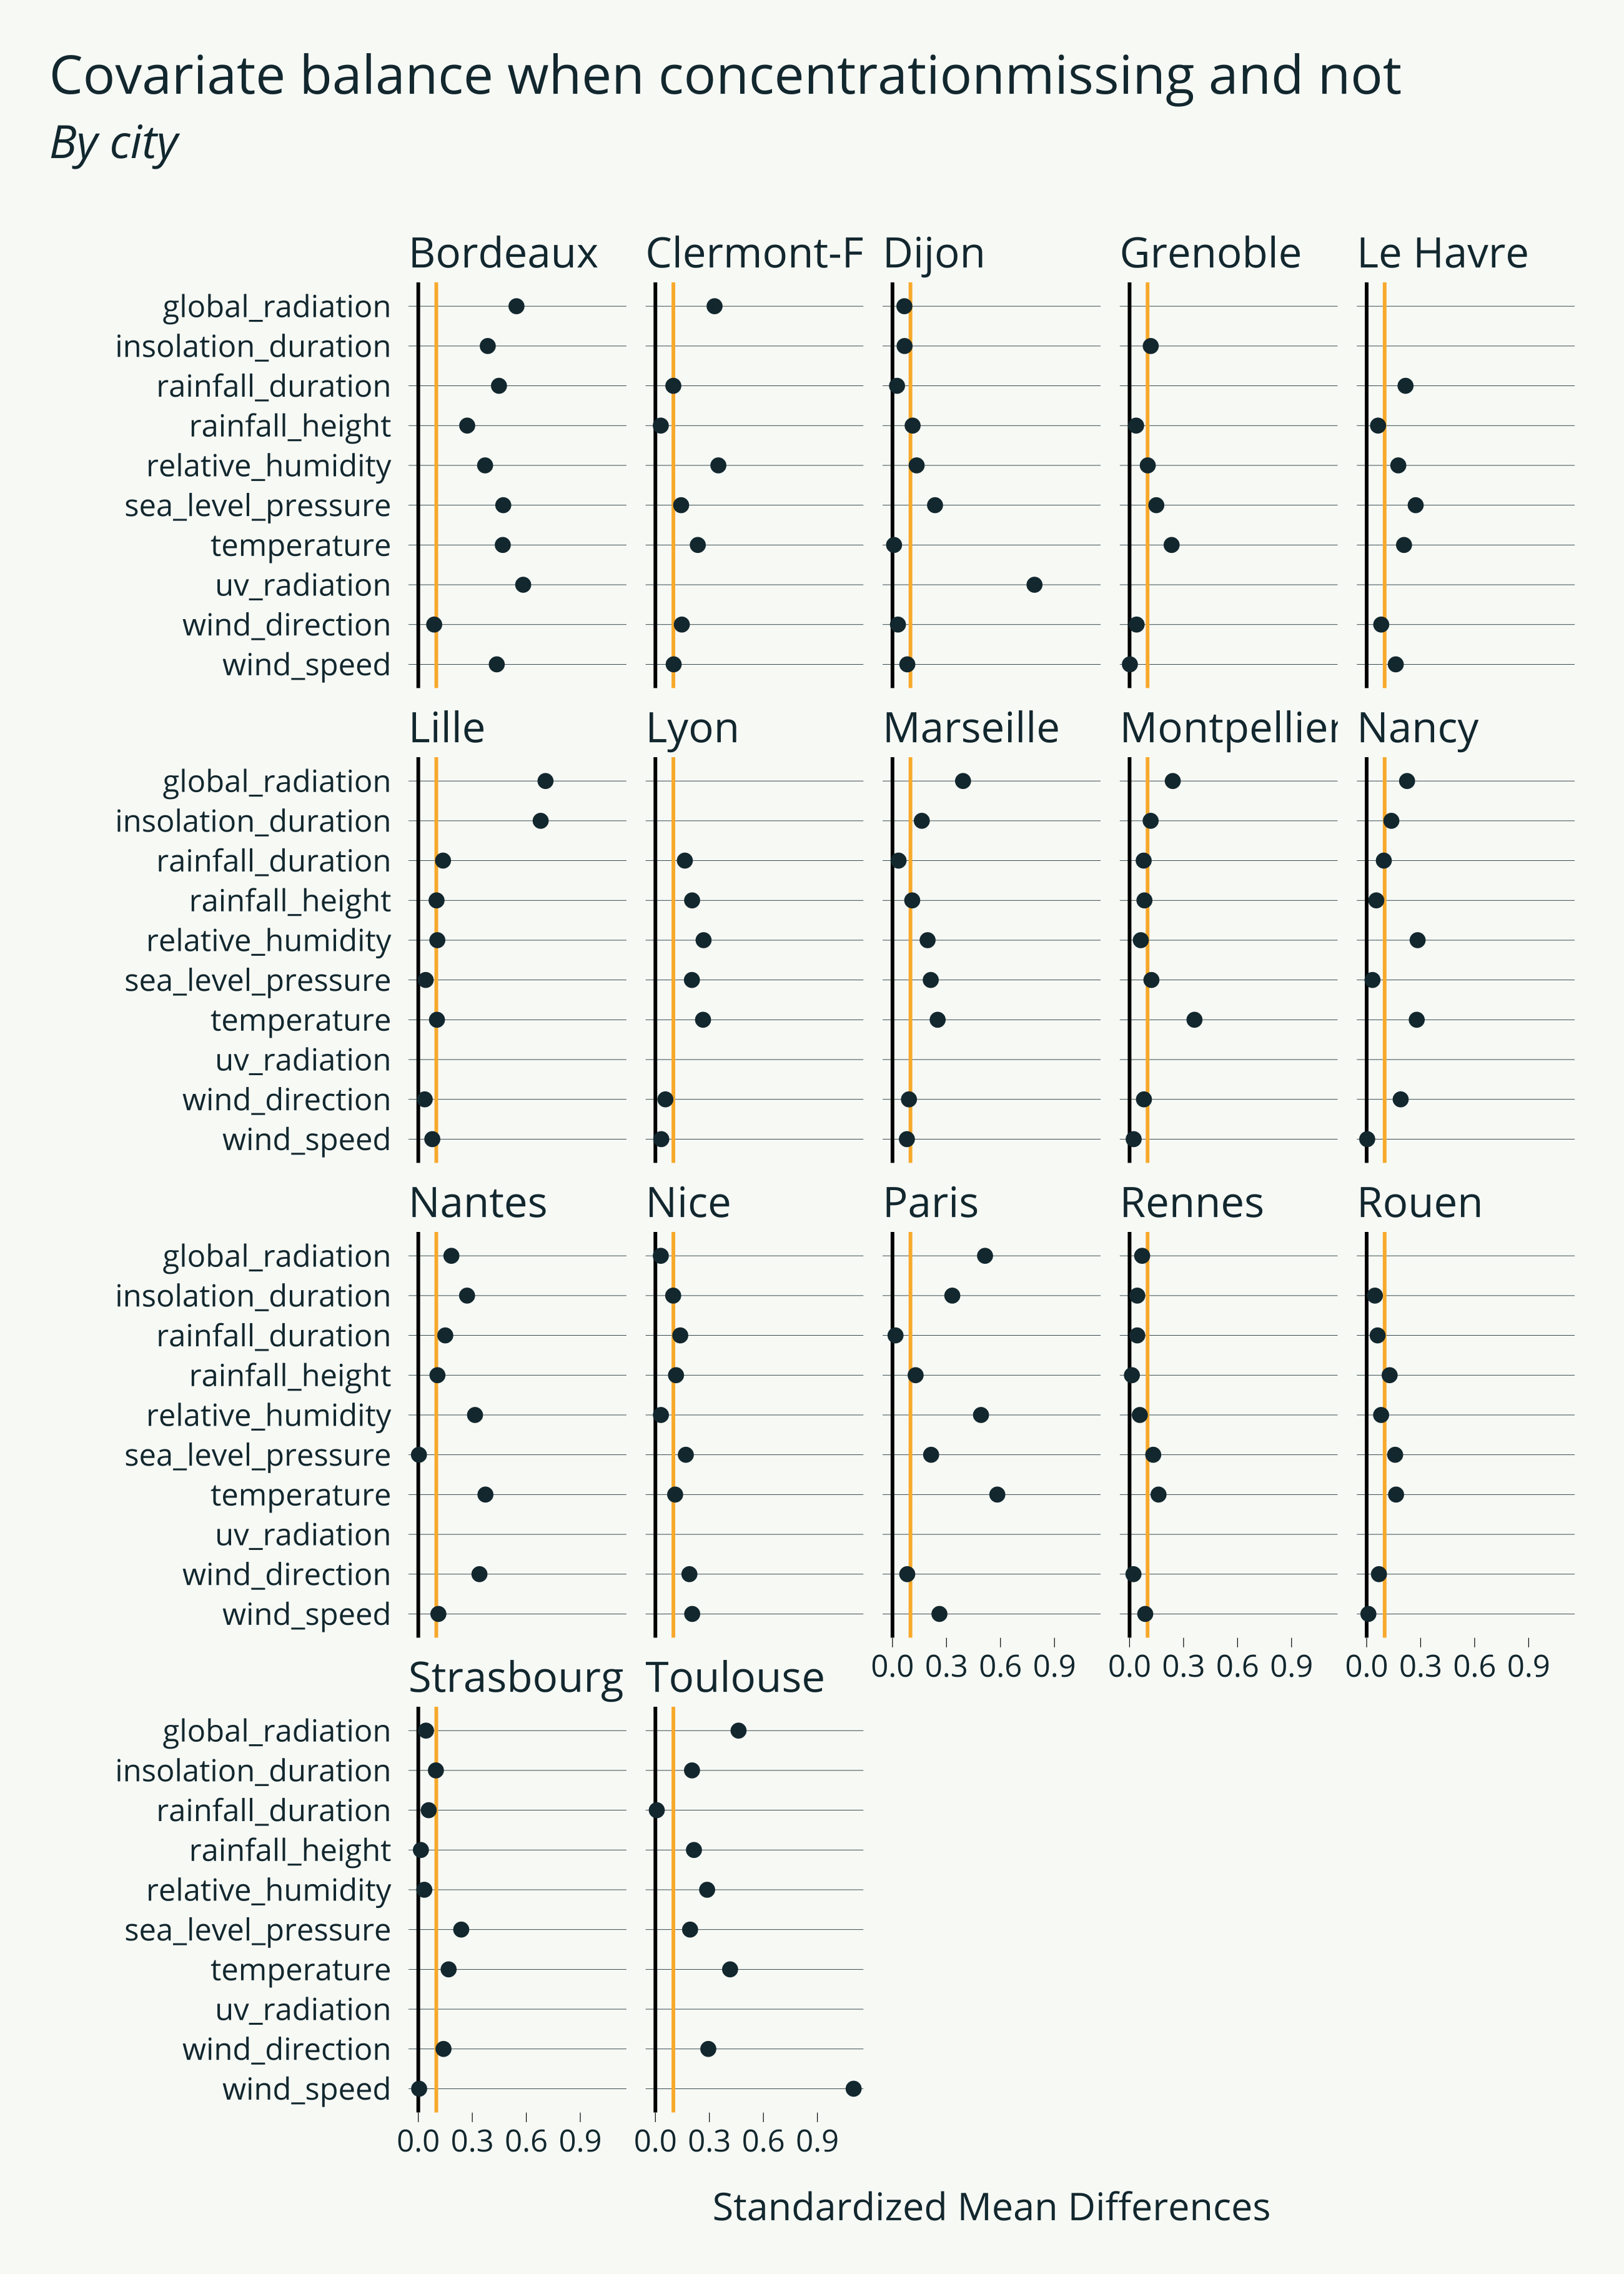 Covariate balance when concentrationmissing and not
By city
Bordeaux Clermont-F Dijon Grenoble Le Havre
global_radiation
insolation_duration
rainfall_duration
rainfall_height
relative_humidity
sea_level_pressure
temperature
uv_radiation
wind_direction
wind_speed
Lille Lyon Marseille Montpellier Nancy
global_radiation
insolation_duration
rainfall_duration
rainfall_height
relative_humidity
sea_level_pressure
temperature
uv_radiation
wind_direction
wind_speed
Nantes Nice Paris Rennes Rouen
global_radiation
insolation_duration
rainfall_duration
rainfall_height
relative_humidity
sea_level_pressure
temperature
uv_radiation
wind_direction
wind_speed
0.0 0.3 0.6 0.9 0.0 0.3 0.6 0.9 0.0 0.3 0.6 0.9
Strasbourg Toulouse
global_radiation
insolation_duration
rainfall_duration
rainfall_height
relative_humidity
sea_level_pressure
temperature
uv_radiation
wind_direction
wind_speed
0.0 0.3 0.6 0.9 0.0 0.3 0.6 0.9
Standardized Mean Differences